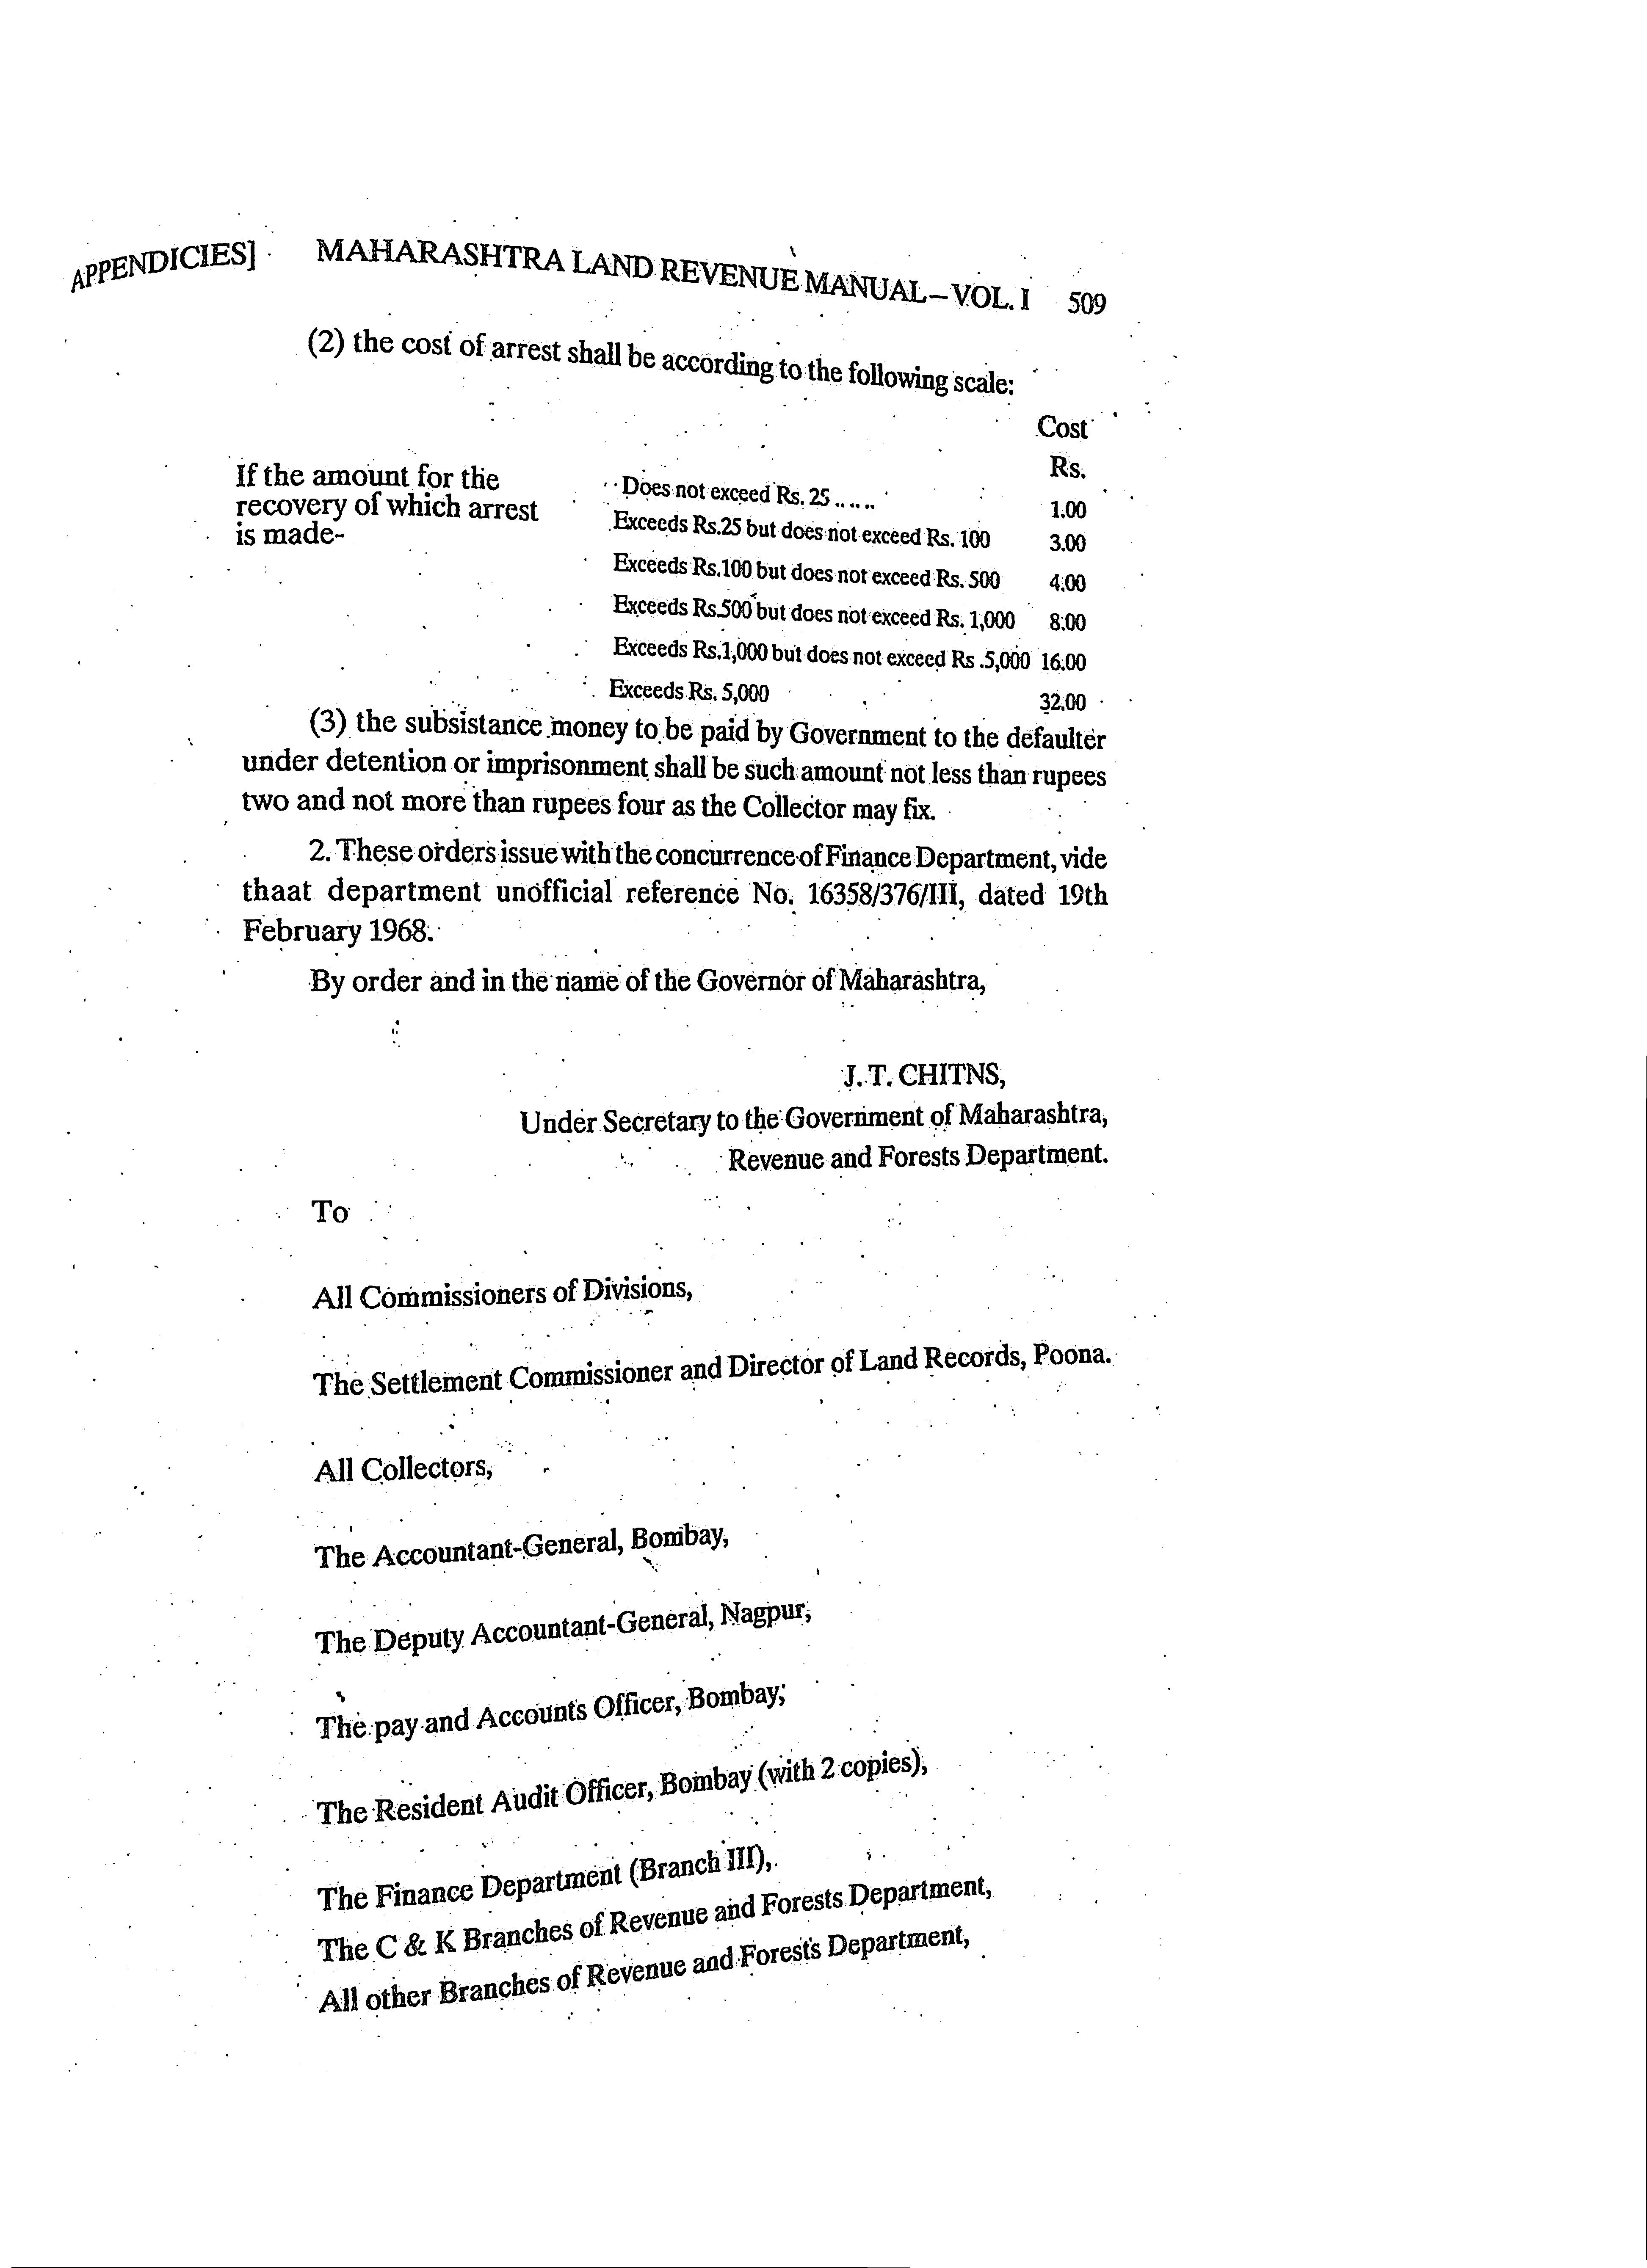 APPENDICIES] MAHARASHTRA LAND REVENUE MANUAL – VOL. I 509
(2) the cost of arrest shall be according to the following scale:
Cost
Rs.
If the amount for the
recovery of which arrest
is made-
Does not exceed Rs. 25 ...... 1.00
Exceeds Rs.25 but does not exceed Rs. 100 3.00
Exceeds Rs.100 but does not exceed Rs. 500 4.00
Exceeds Rs.500 but does not exceed Rs. 1,000 8.00
Exceeds Rs.1,000 but does not exceed Rs .5,000 16.00
Exceeds Rs. 5,000 32.00
(3) the subsistance money to be paid by Government to the defaulter
under detention or imprisonment shall be such amount not less than rupees
two and not more than rupees four as the Collector may fix.
2. These orders issue with the concurrence of Finance Department, vide
thaat department unofficial reference No. 16358/376/III, dated 19th
February 1968.
By order and in the name of the Governor of Maharashtra,
J. T. CHITNS,
Under Secretary to the Government of Maharashtra,
Revenue and Forests Department.
To
All Commissioners of Divisions,
The Settlement Commissioner and Director of Land Records, Poona.
All Collectors,
The Accountant-General, Bombay,
The Deputy Accountant-General, Nagpur,
The pay and Accounts Officer, Bombay,
The Resident Audit Officer, Bombay (with 2 copies),
The Finance Department (Branch III),
The C & K Branches of Revenue and Forests Department,
All other Branches of Revenue and Forests Department,